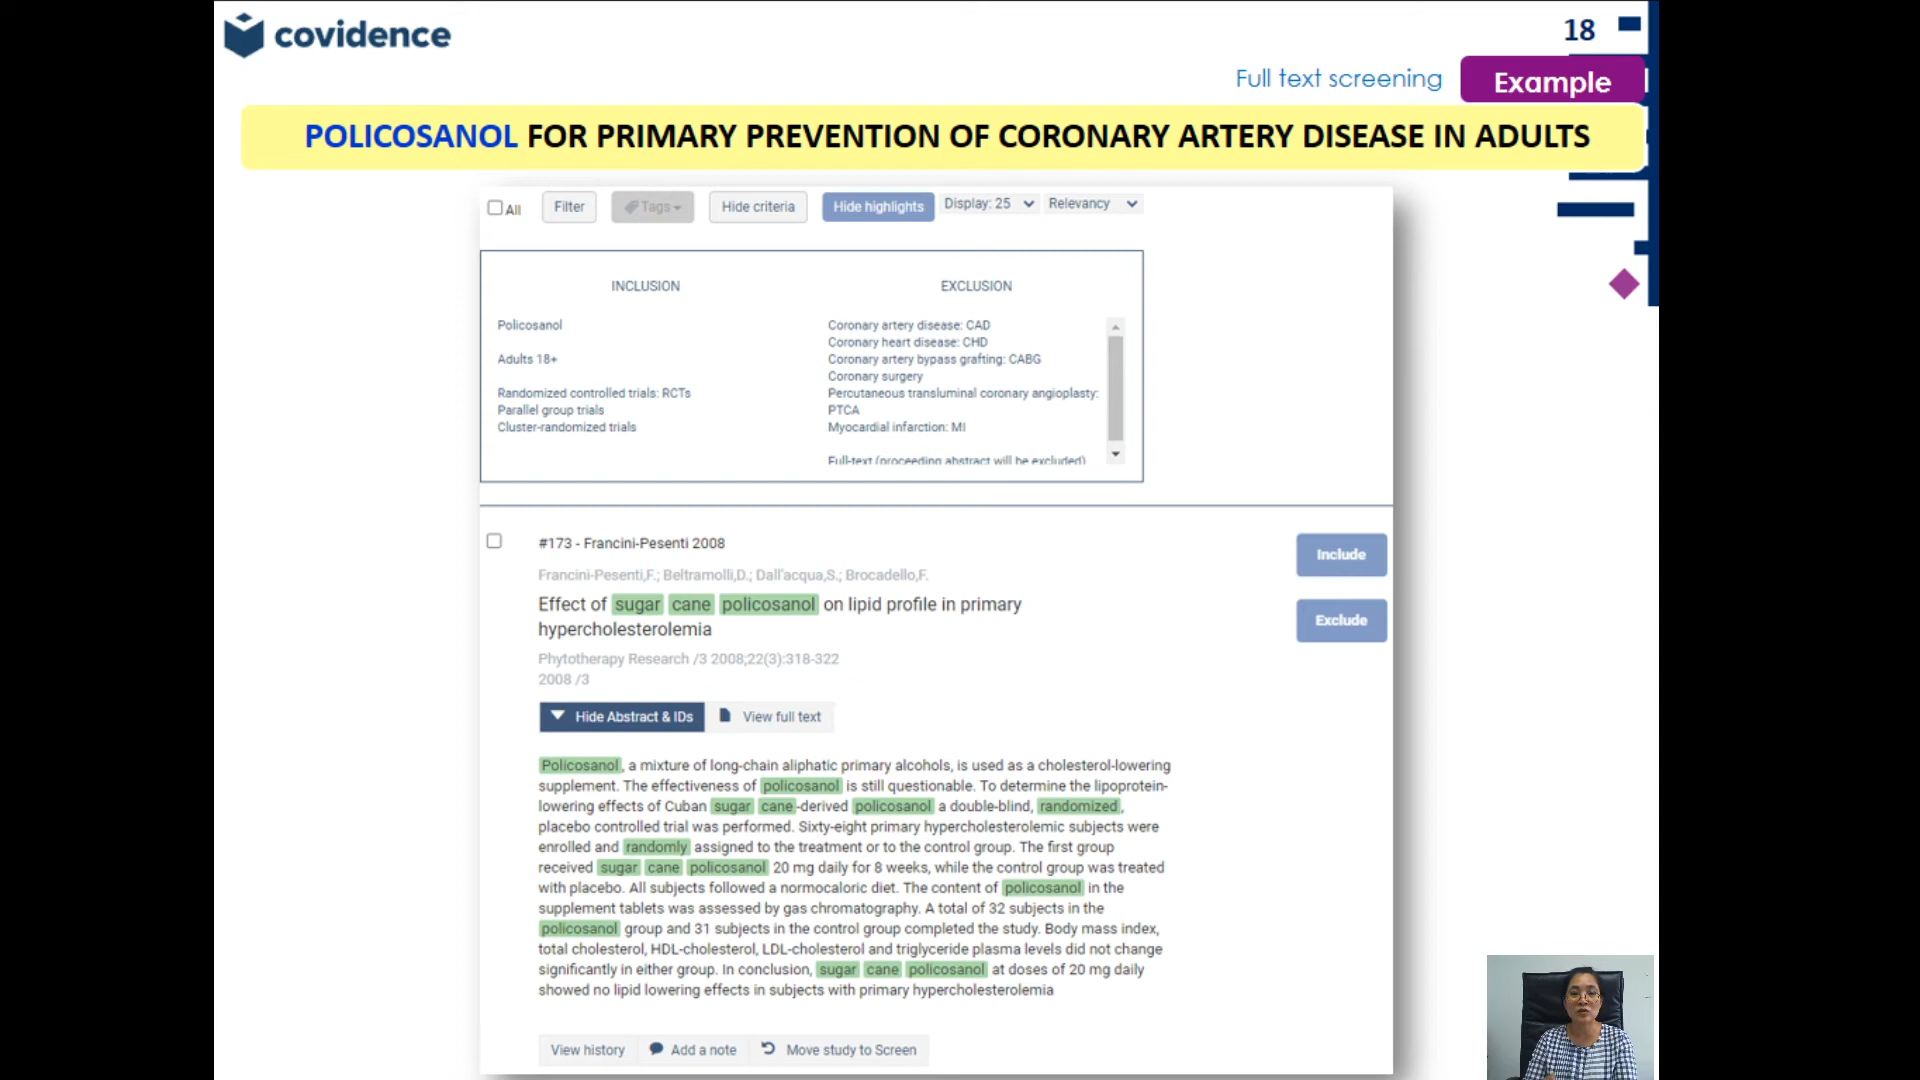 covidence
18
Full text screening
Example
POLICOSANOL FOR PRIMARY PREVENTION OF CORONARY ARTERY DISEASE IN ADULTS
All
Filter
Tags
Hide criteria
Hide highlights
Display: 25
Relevancy
INCLUSION
Policosanol
Adults 18+
Randomized controlled trials: RCTs
Parallel group trials
Cluster-randomized trials
EXCLUSION
Coronary artery disease: CAD
Coronary heart disease: CHD
Coronary artery bypass grafting: CABG
Coronary surgery
Percutaneous transluminal coronary angioplasty:
PTCA
Myocardial infarction: MI
Full-text (proceeding abstract will be excluded)
#173 - Francini-Pesenti 2008
Francini-Pesenti,F.; Beltramolli,D.; Dall'acqua,S.; Brocadello,F.
Effect of sugar cane policosanol on lipid profile in primary
hypercholesterolemia
Phytotherapy Research /3 2008;22(3):318-322
2008 /3
Hide Abstract & IDs
View full text
Include
Exclude
Policosanol, a mixture of long-chain aliphatic primary alcohols, is used as a cholesterol-lowering
supplement. The effectiveness of policosanol is still questionable. To determine the lipoprotein-
lowering effects of Cuban sugar cane-derived policosanol a double-blind, randomized,
placebo controlled trial was performed. Sixty-eight primary hypercholesterolemic subjects were
enrolled and randomly assigned to the treatment or to the control group. The first group
received sugar cane policosanol 20 mg daily for 8 weeks, while the control group was treated
with placebo. All subjects followed a normocaloric diet. The content of policosanol in the
supplement tablets was assessed by gas chromatography. A total of 32 subjects in the
policosanol group and 31 subjects in the control group completed the study. Body mass index,
total cholesterol, HDL-cholesterol, LDL-cholesterol and triglyceride plasma levels did not change
significantly in either group. In conclusion, sugar cane policosanol at doses of 20 mg daily
showed no lipid lowering effects in subjects with primary hypercholesterolemia
View history
Add a note
Move study to Screen